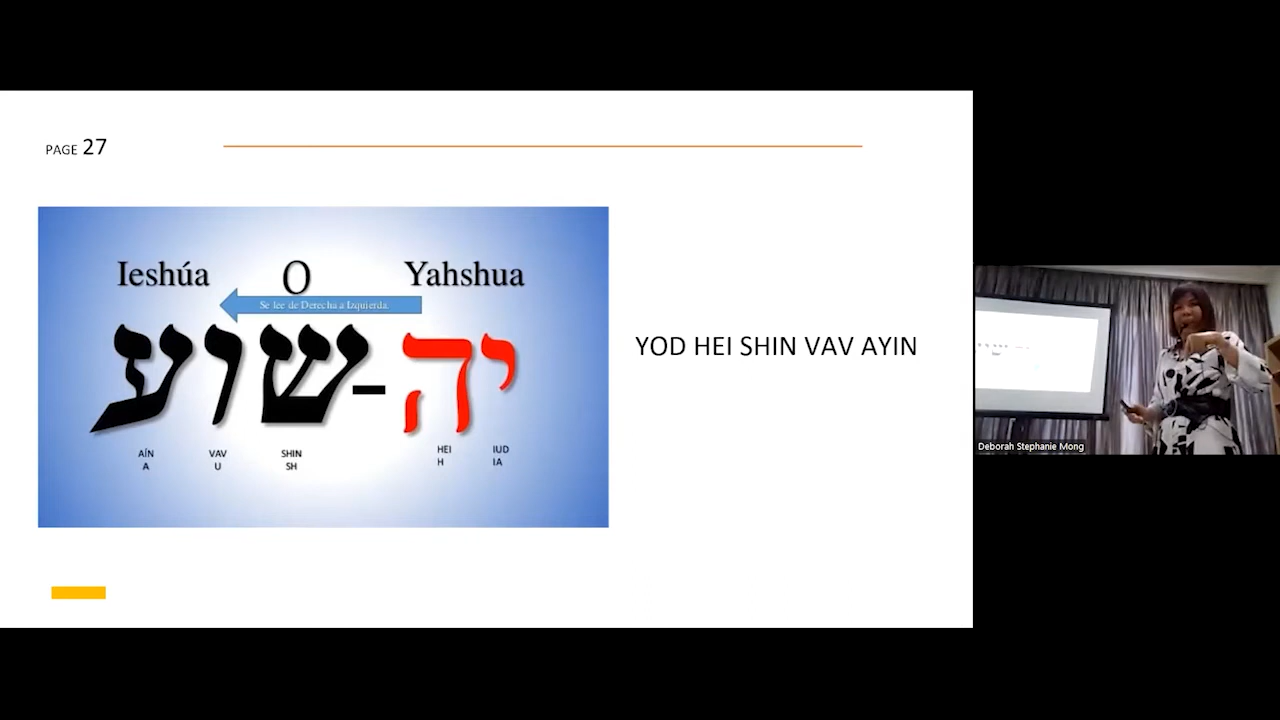 PAGE 27
Ieshúa O Yahshua
Se lee de Derecha a Izquierda.
יה-שוע
AÍN VAV SHIN HEI IUD
A U SH H IA
YOD HEI SHIN VAV AYIN
Deborah Stephanie Mong